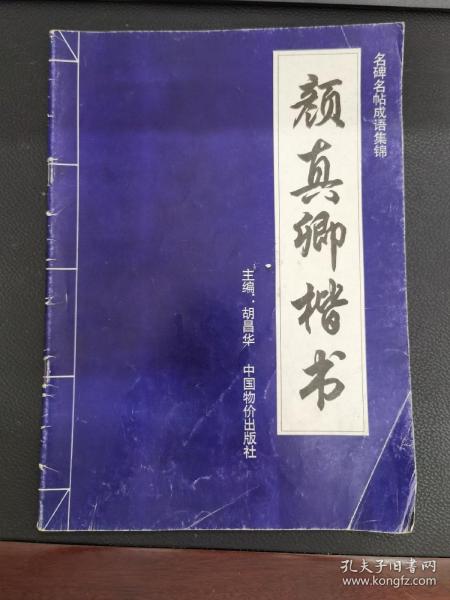 名碑名帖成语集锦
颜真卿楷书
主编：胡昌华　中国物价出版社
孔夫子旧书网
www.kongfz.com